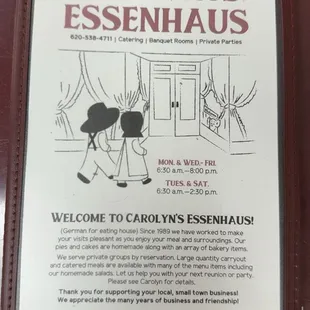 ESSENHAUS
620-538-4711 | Catering | Banquet Rooms | Private Parties
MON. & WED.- FRI.
6:30 a.m.—8:00 p.m.
TUES. & SAT.
6:30 a.m.—2:30 p.m.
WELCOME TO CAROLYN'S ESSENHAUS!
(German for eating house) Since 1989 we have worked to make
your visits pleasant as you enjoy your meal and surroundings. Our
pies and cakes are homemade along with an array of bakery items.
We serve private groups by reservation. Large quantity carryout
and catered meals are available with many of the menu items including
our homemade salads. Let us help you with your next reunion or party.
Please see Carolyn for details.
Thank you for supporting your local, small town business!
We appreciate the many years of business and friendship!